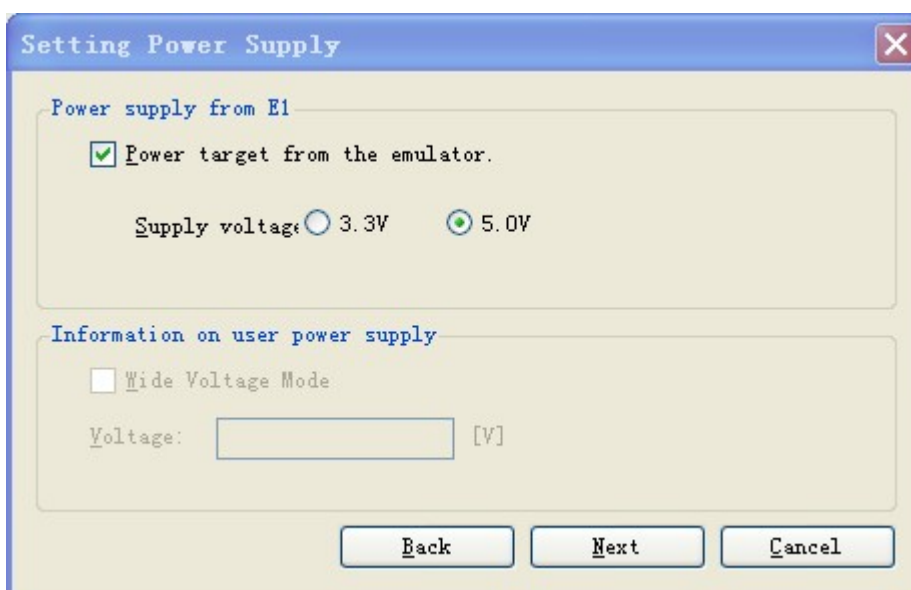 Setting Power Supply
Power supply from E1
Power target from the emulator.
Supply voltage 3.3V 5.0V
Information on user power supply
Wide Voltage Mode
Voltage: [V]
Back Next Cancel